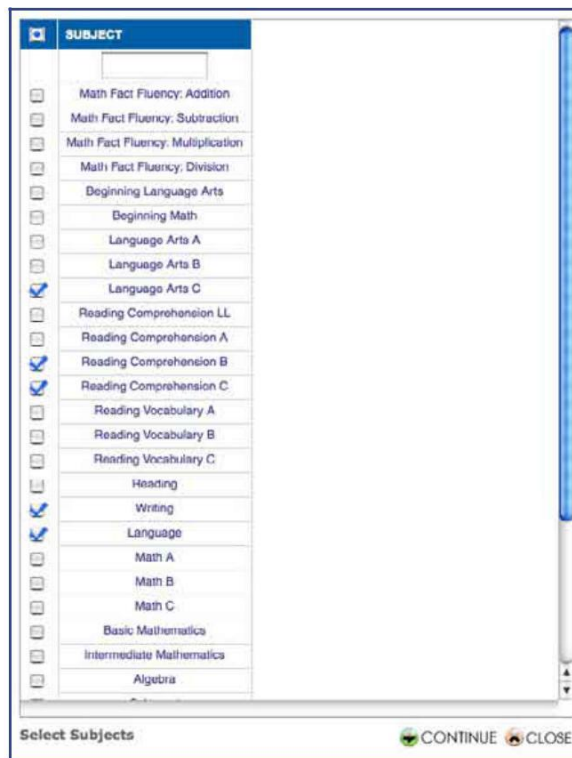 SUBJECT
Math Fact Fluency: Addition
Math Fact Fluency: Subtraction
Math Fact Fluency: Multiplication
Math Fact Fluency: Division
Beginning Language Arts
Beginning Math
Language Arts A
Language Arts B
Language Arts C
Reading Comprehension LL
Reading Comprehension A
Reading Comprehension B
Reading Comprehension C
Reading Vocabulary A
Reading Vocabulary B
Reading Vocabulary C
Reading
Writing
Language
Math A
Math B
Math C
Basic Mathematics
Intermediate Mathematics
Algebra
Select Subjects
CONTINUE CLOSE